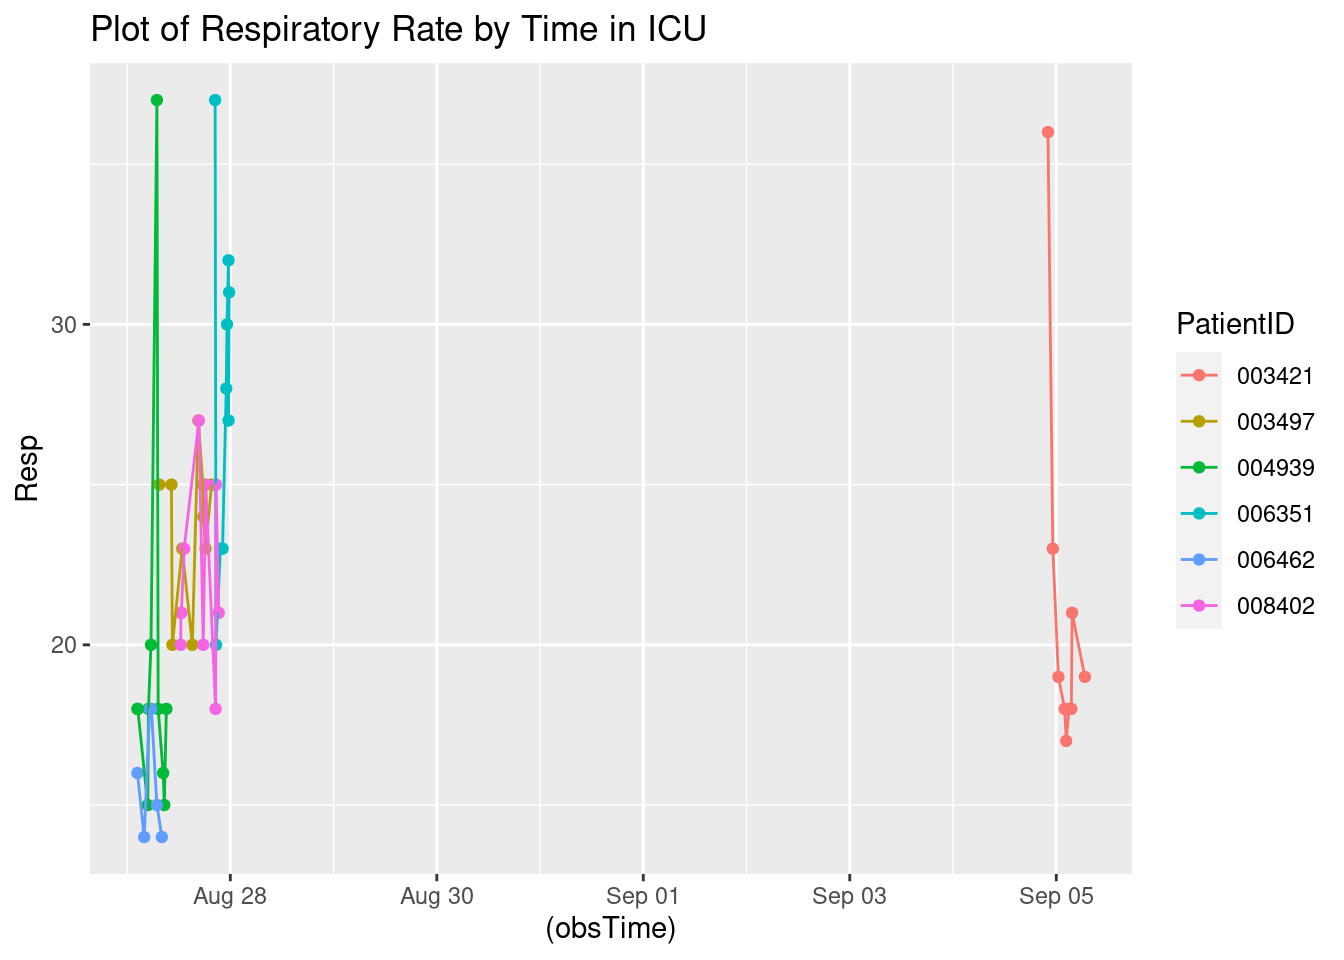 Plot of Respiratory Rate by Time in ICU
30
20
Resp
Aug 28
Aug 30
Sep 01
Sep 03
Sep 05
(obsTime)
PatientID
003421
003497
004939
006351
006462
008402